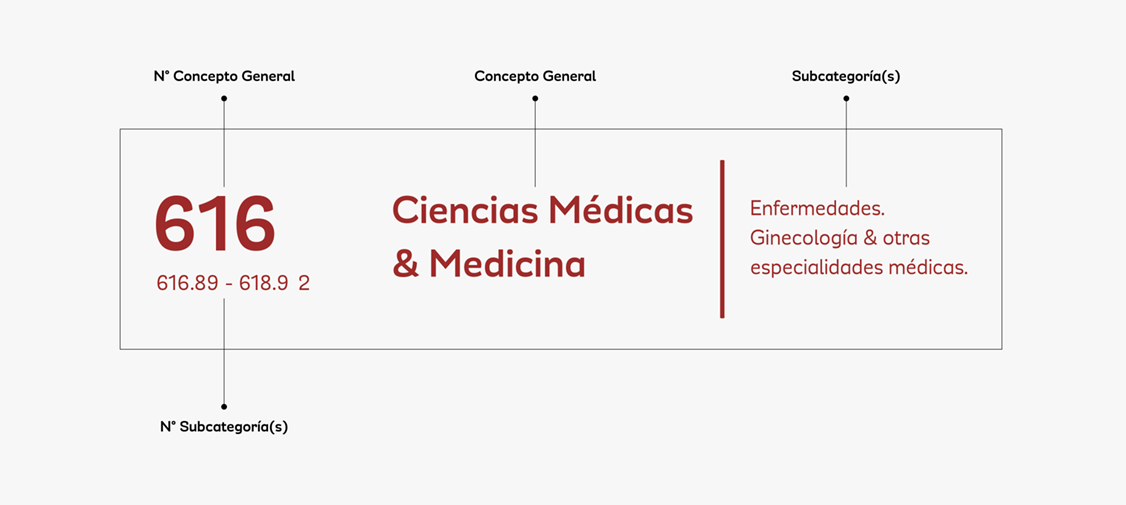 N° Concepto General
Concepto General
Subcategoría(s)
616
616.89 - 618.9 2
Ciencias Médicas
& Medicina
Enfermedades.
Ginecología & otras
especialidades médicas.
N° Subcategoría(s)